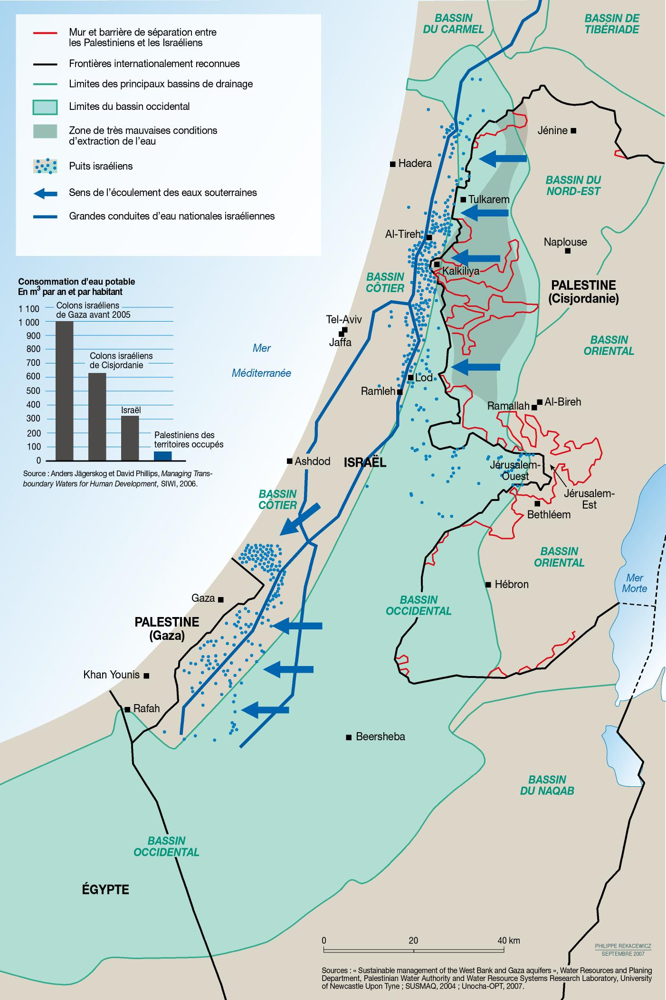 Mur et barrière de séparation entre
les Palestiniens et les Israéliens
Frontières internationalement reconnues
Limites des principaux bassins de drainage
Limites du bassin occidental
Zone de très mauvaises conditions
d'extraction de l'eau
Puits israéliens
Sens de l'écoulement des eaux souterraines
Grandes conduites d'eau nationales israéliennes
Consommation d'eau potable
En m³ par an et par habitant
1 100
1 000
900
800
700
600
500
400
300
200
100
0
Colons israéliens
de Gaza avant 2005
Colons israéliens
de Cisjordanie
Israël
Palestiniens des
territoires occupés
Source : Anders Jägerskog et David Phillips, Managing Trans-
boundary Waters for Human Development, SIWI, 2006.
BASSIN
DU CARMEL
BASSIN DE
TIBÉRIADE
Jénine
Hadera
BASSIN DU
NORD-EST
Tulkarem
Al-Tireh
Naplouse
Kalkiliya
BASSIN
CÔTIER
PALESTINE
(Cisjordanie)
Tel-Aviv
Jaffa
Mer
Méditerranée
BASSIN
ORIENTAL
Lod
Ramleh
Ramallah
Al-Bireh
Ashdod
ISRAËL
Jérusalem-
Ouest
Jérusalem-
Est
BASSIN
CÔTIER
Bethléem
BASSIN
ORIENTAL
Mer
Morte
Hébron
Gaza
BASSIN
OCCIDENTAL
PALESTINE
(Gaza)
Khan Younis
Rafah
Beersheba
BASSIN
DU NAQAB
BASSIN
OCCIDENTAL
ÉGYPTE
0
20
40 km
PHILIPPE REKACEWICZ
SEPTEMBRE 2007
Sources : « Sustainable management of the West Bank and Gaza aquifers », Water Resources and Planing
Department, Palestinian Water Authority and Water Resource Systems Research Laboratory, University
of Newcastle Upon Tyne ; SUSMAQ, 2004 ; Unocha-OPT, 2007.